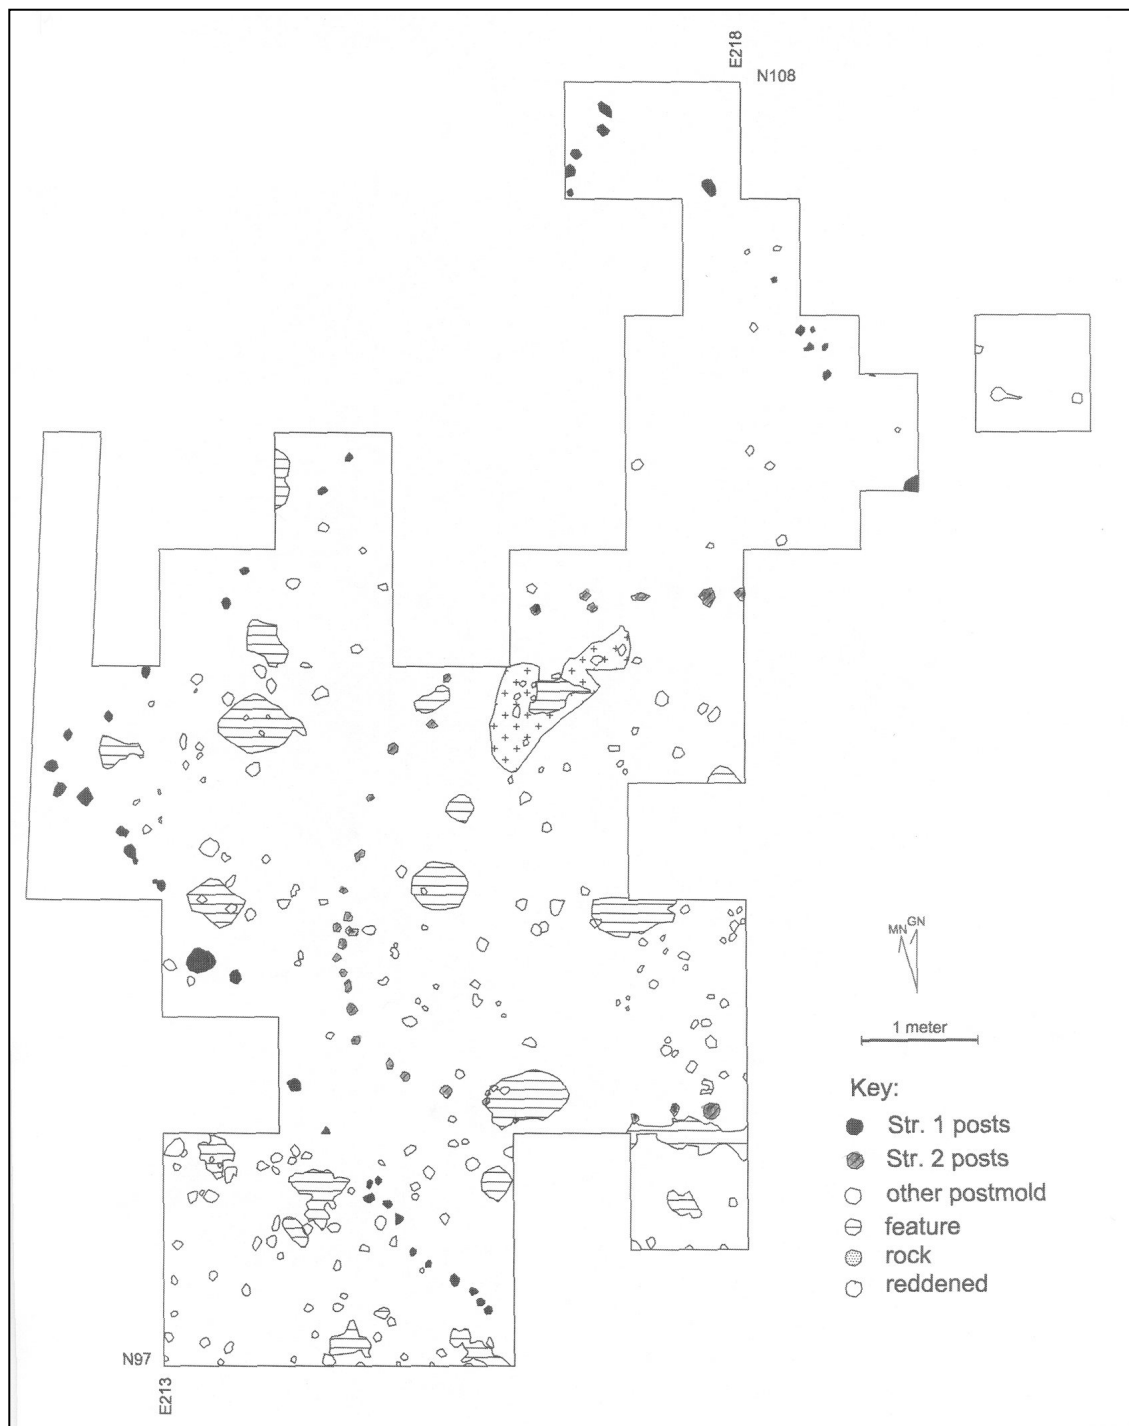 E218
N108
MN
GN
1 meter
Key:
Str. 1 posts
Str. 2 posts
other postmold
feature
rock
reddened
N97
E213